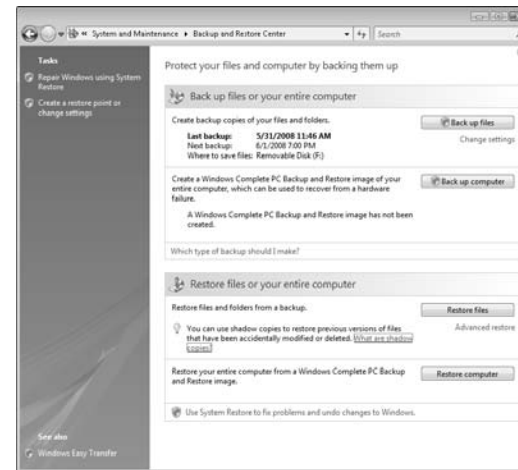 « System and Maintenance ▸ Backup and Restore Center
Search
Tasks
Repair Windows using System
Restore
Create a restore point or
change settings
Protect your files and computer by backing them up
Back up files or your entire computer
Create backup copies of your files and folders.
Back up files
Last backup: 5/31/2008 11:46 AM
Change settings
Next backup: 6/1/2008 7:00 PM
Where to save files: Removable Disk (F:)
Create a Windows Complete PC Backup and Restore image of your
Back up computer
entire computer, which can be used to recover from a hardware
failure.
A Windows Complete PC Backup and Restore image has not been
created.
Which type of backup should I make?
Restore files or your entire computer
Restore files and folders from a backup.
Restore files
You can use shadow copies to restore previous versions of files
Advanced restore
that have been accidentally modified or deleted. What are shadow
copies?
Restore your entire computer from a Windows Complete PC Backup
Restore computer
and Restore image.
Use System Restore to fix problems and undo changes to Windows.
See also
Windows Easy Transfer